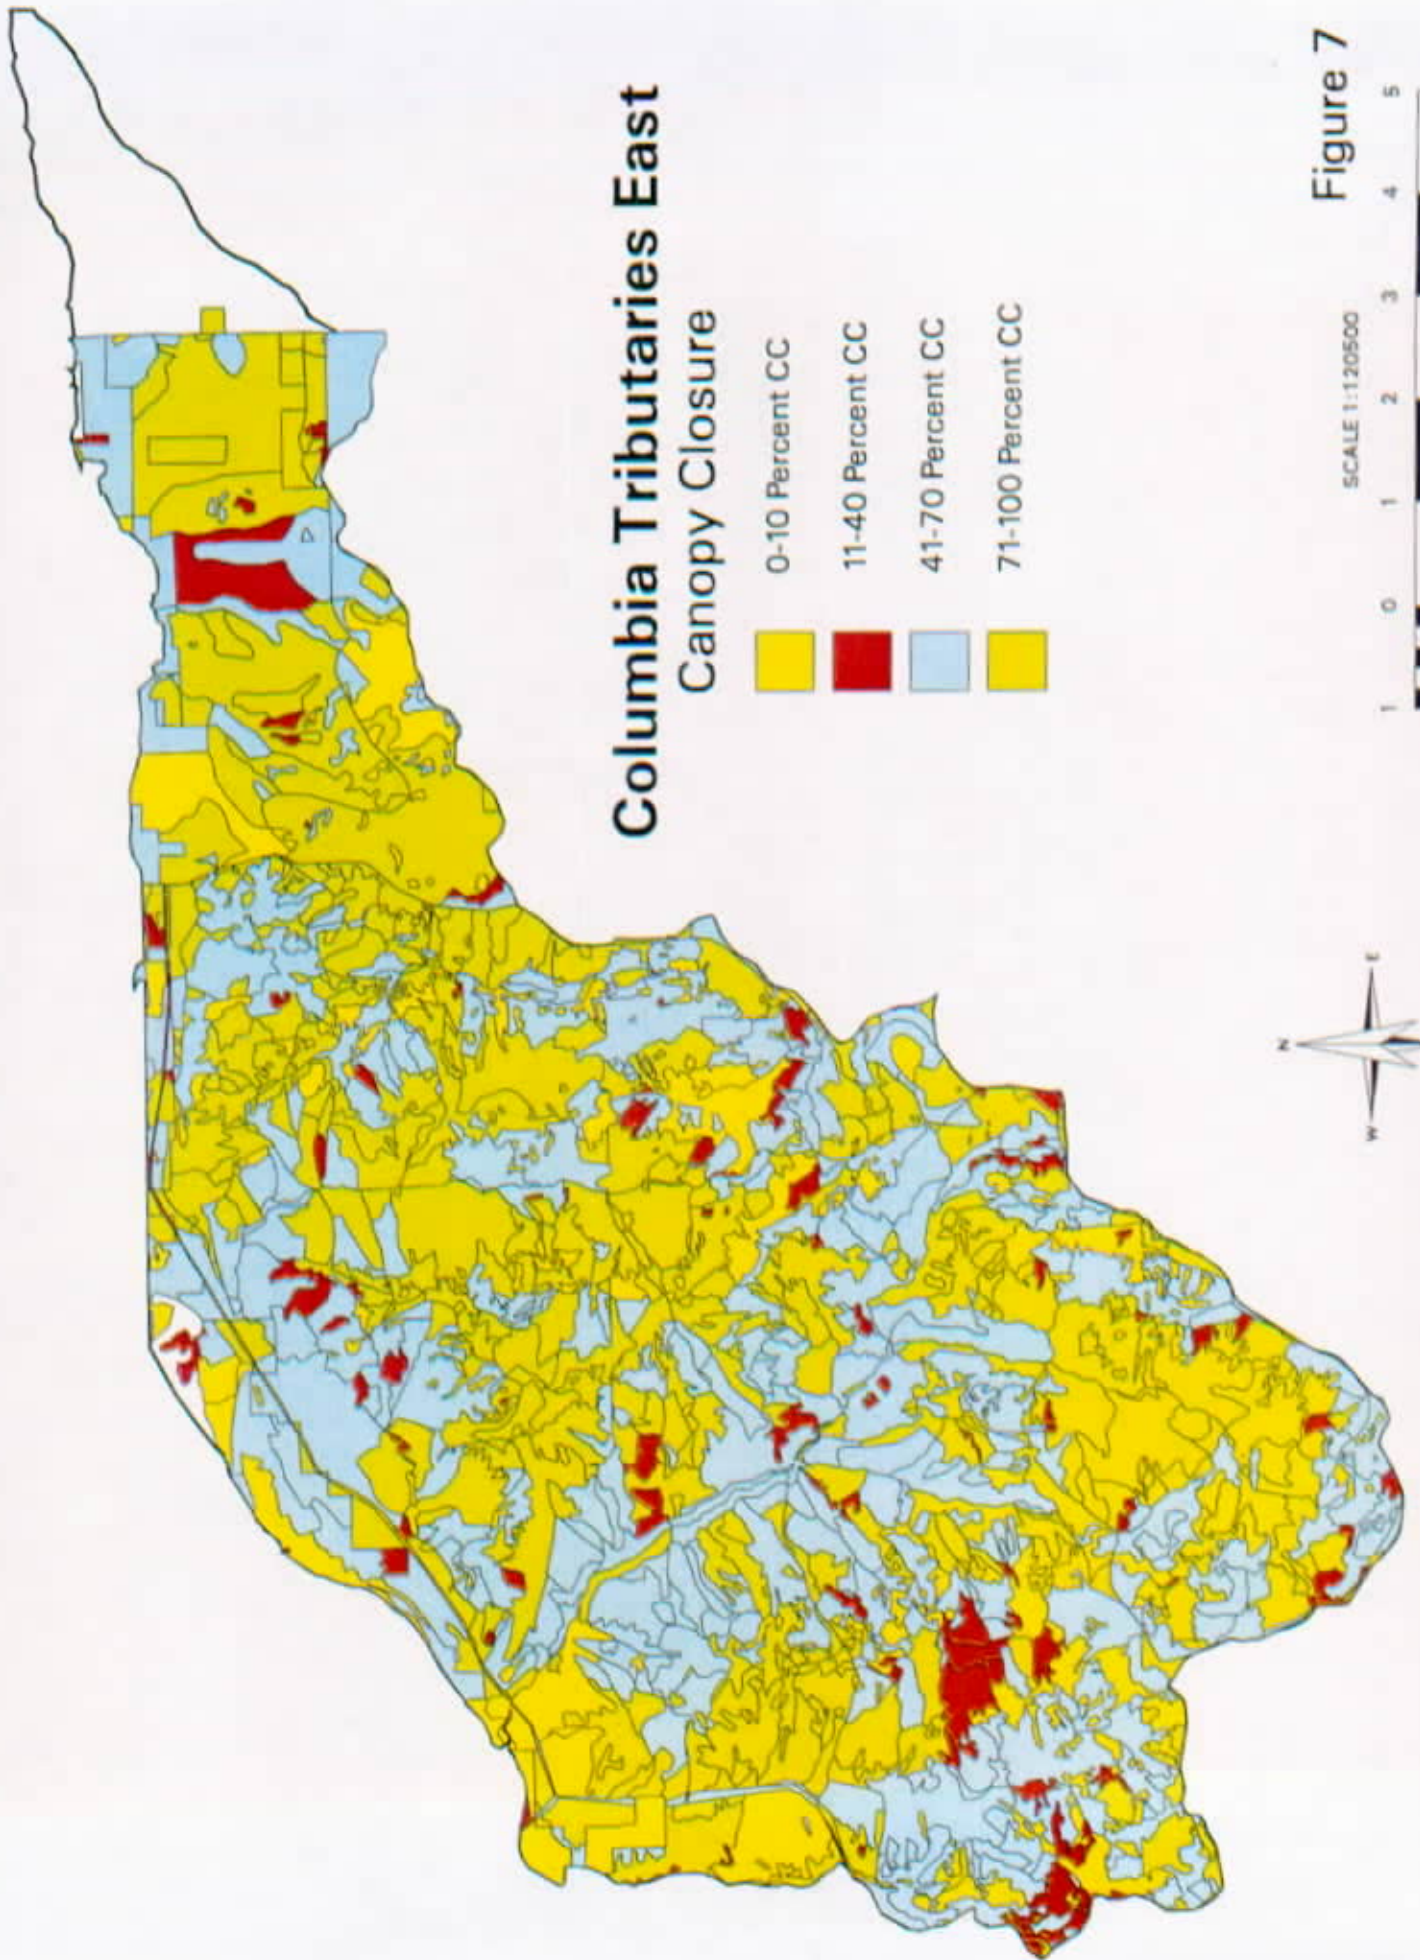 Columbia Tributaries East
Canopy Closure
0-10 Percent CC
11-40 Percent CC
41-70 Percent CC
71-100 Percent CC
Figure 7
SCALE 1:120500
1 0 1 2 3 4 5
N
W E